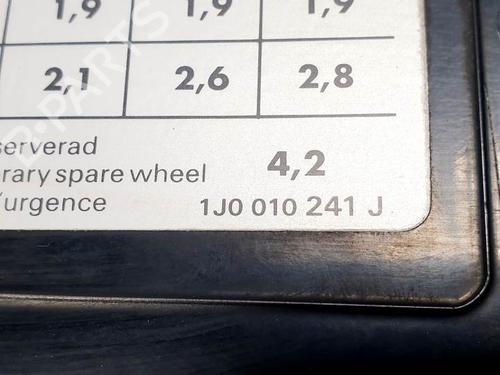 1,9 1,9 1,9
2,1 2,6 2,8
serverad
rary spare wheel 4,2
'urgence
1J0 010 241 J
B-PARTS